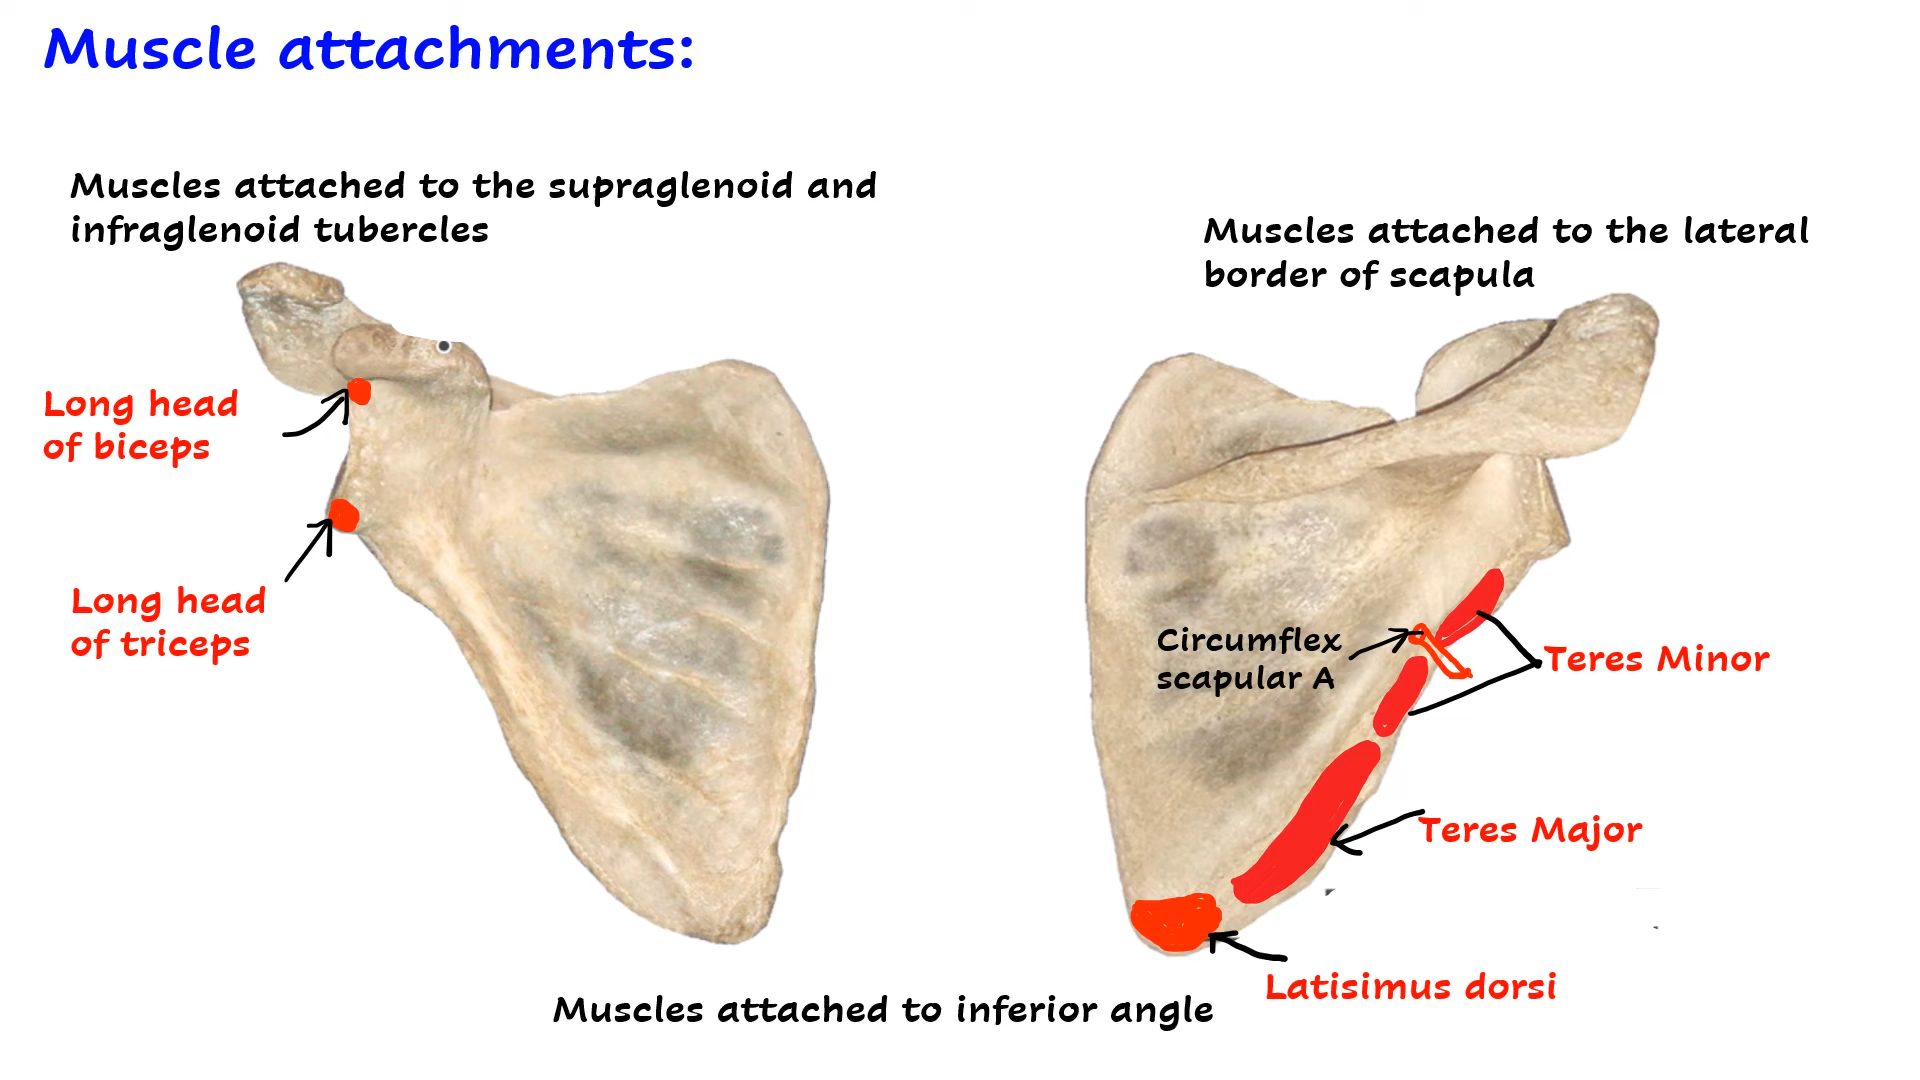 Muscle attachments:
Muscles attached to the supraglenoid and
infraglenoid tubercles
Muscles attached to the lateral
border of scapula
Long head
of biceps
Long head
of triceps
Circumflex
scapular A
Teres Minor
Teres Major
Latisimus dorsi
Muscles attached to inferior angle